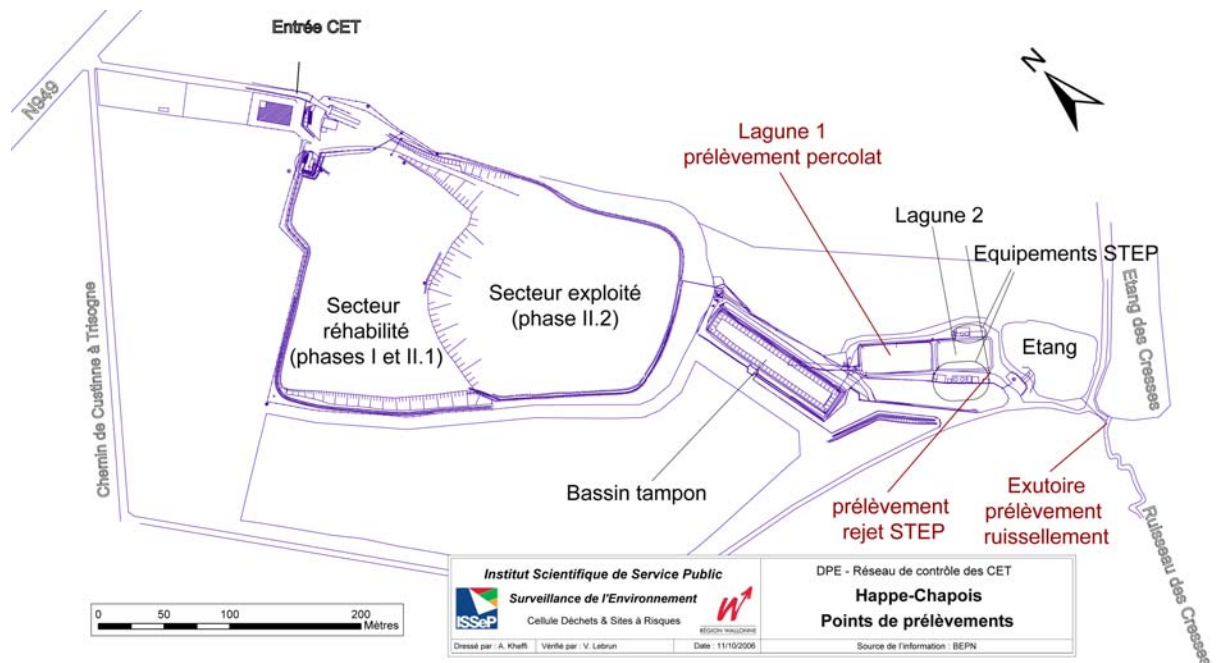 Entrée CET
N949
N
Lagune 1
prélèvement percolat
Lagune 2
Equipements STEP
Etang des Cresses
Secteur exploité
(phase II.2)
Secteur
réhabilité
(phases I et II.1)
Etang
Chemin de Custinne à Trisogne
Bassin tampon
prélèvement
rejet STEP
Exutoire
prélèvement
ruissellement
Ruisseau des Cresses
0 50 100 200
Mètres
Institut Scientifique de Service Public
Surveillance de l'Environnement
Cellule Déchets & Sites à Risques
ISSeP
RÉGION WALLONNE
Dressé par : A. Kheffi
Vérifié par : V. Lebrun
Date : 11/10/2006
DPE - Réseau de contrôle des CET
Happe-Chapois
Points de prélèvements
Source de l'information : BEPN